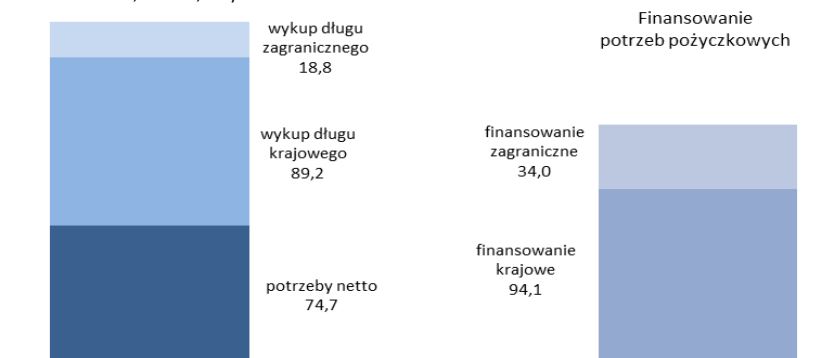 wykup długu
zagranicznego
18,8
wykup długu
krajowego
89,2
potrzeby netto
74,7
Finansowanie
potrzeb pożyczkowych
finansowanie
zagraniczne
34,0
finansowanie
krajowe
94,1